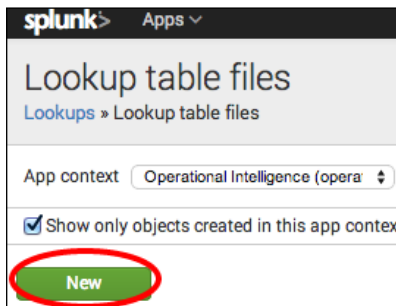 splunk> Apps
Lookup table files
Lookups » Lookup table files
App context Operational Intelligence (opera
Show only objects created in this app contex
New